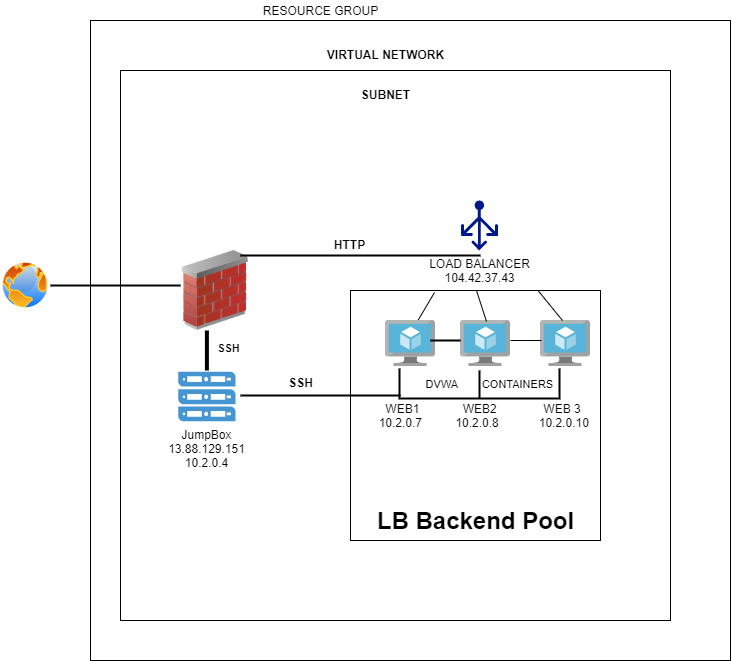 RESOURCE GROUP
VIRTUAL NETWORK
SUBNET
HTTP
LOAD BALANCER
104.42.37.43
SSH
SSH
DVWA
CONTAINERS
JumpBox
13.88.129.151
10.2.0.4
WEB1
10.2.0.7
WEB2
10.2.0.8
WEB 3
10.2.0.10
LB Backend Pool